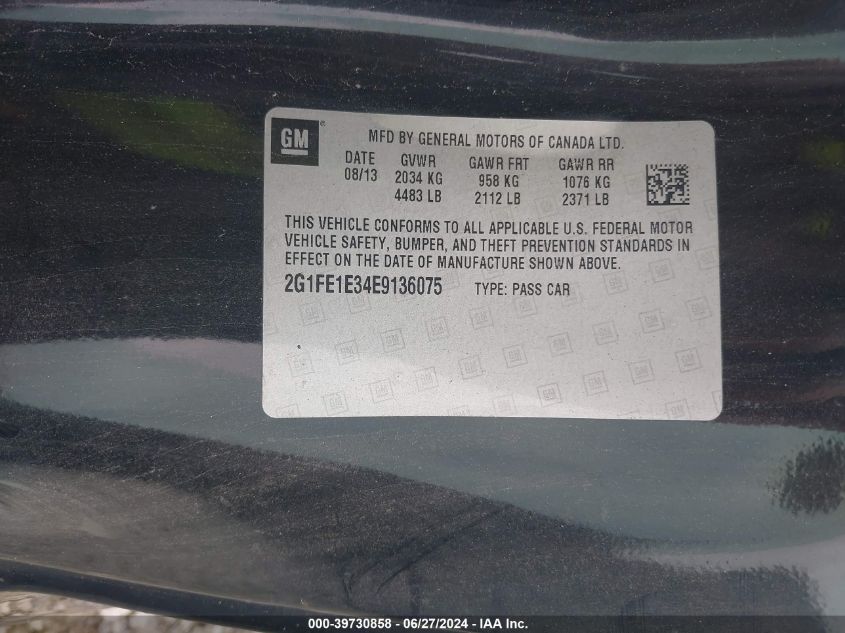 GM
MFD BY GENERAL MOTORS OF CANADA LTD.
DATE GVWR GAWR FRT GAWR RR
08/13 2034 KG 958 KG 1076 KG
4483 LB 2112 LB 2371 LB
THIS VEHICLE CONFORMS TO ALL APPLICABLE U.S. FEDERAL MOTOR
VEHICLE SAFETY, BUMPER, AND THEFT PREVENTION STANDARDS IN
EFFECT ON THE DATE OF MANUFACTURE SHOWN ABOVE.
2G1FE1E34E9136075 TYPE: PASS CAR
000-39730858 - 06/27/2024 - IAA Inc.